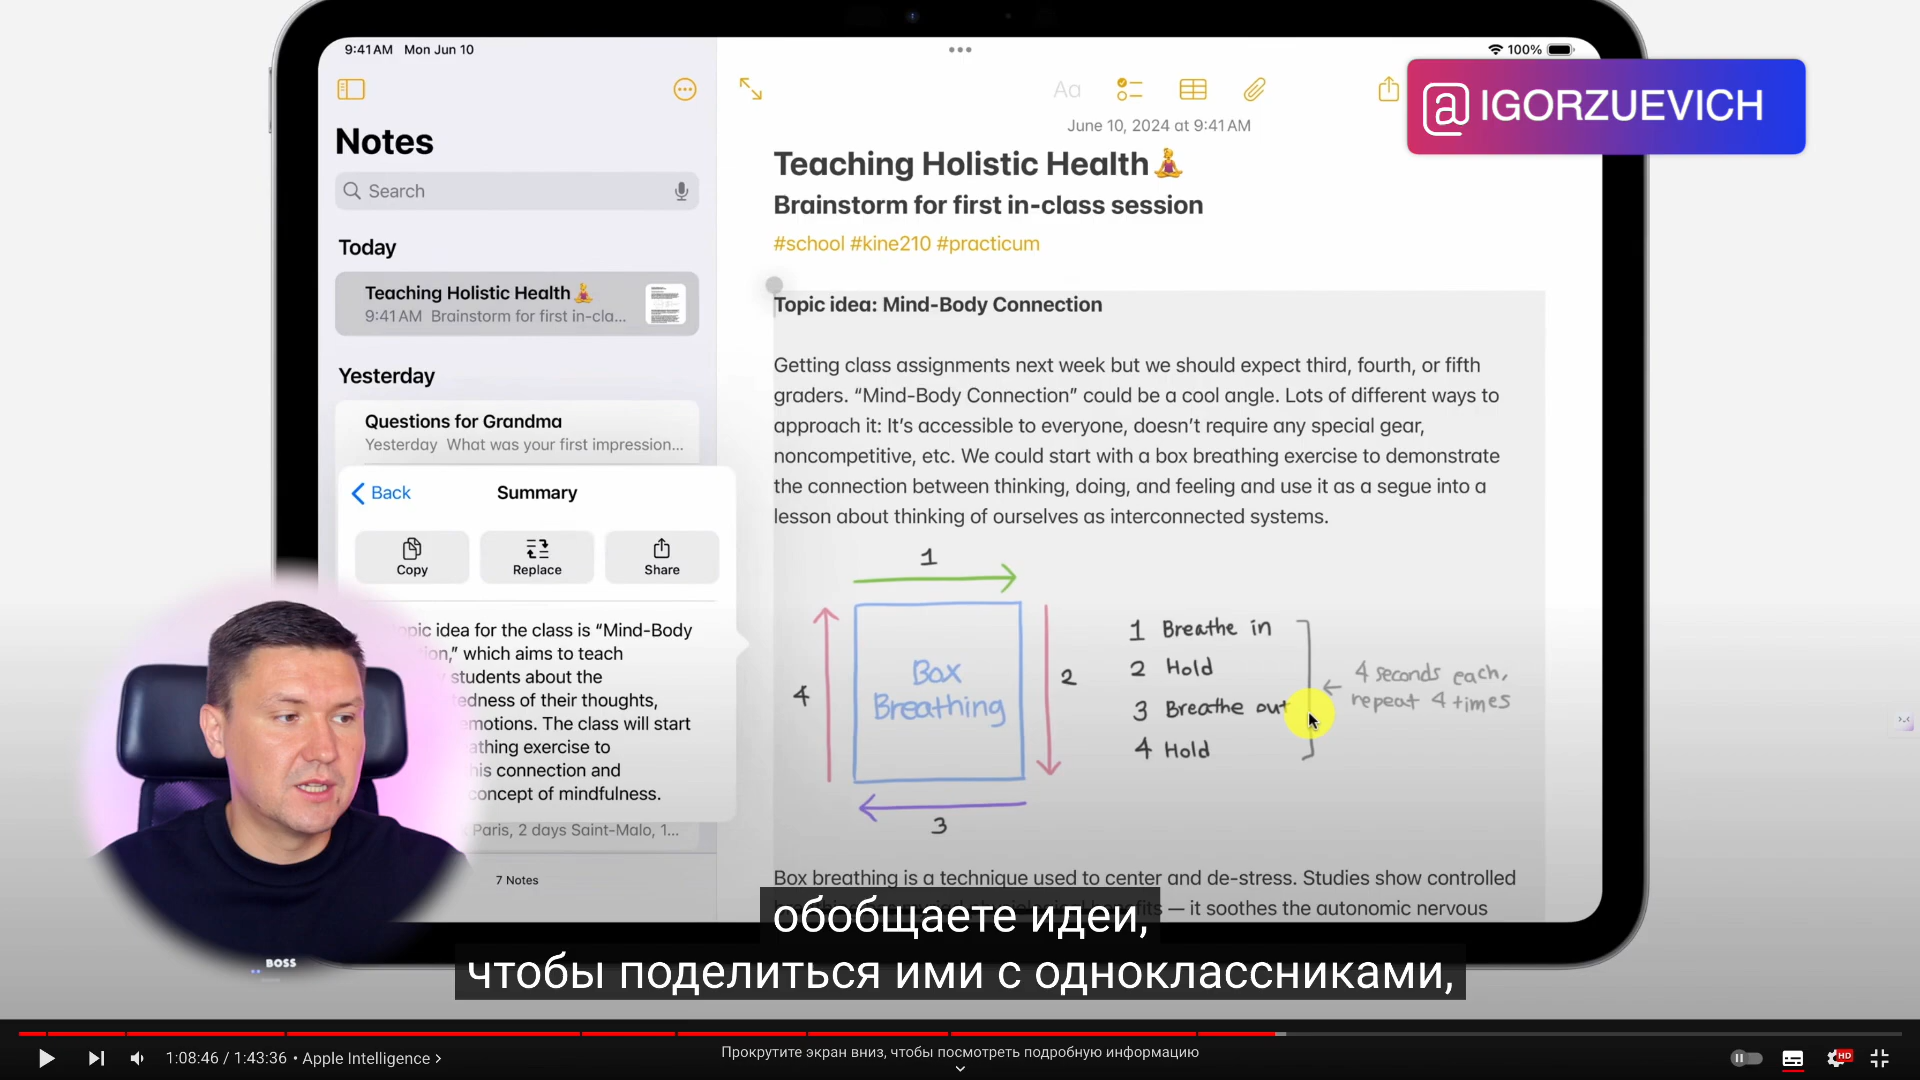 9:41 AM Mon Jun 10
100%
@IGORZUEVICH
Notes
Search
Today
Teaching Holistic Health
9:41 AM Brainstorm for first in-cla...
Yesterday
Questions for Grandma
Yesterday What was your first impression...
Back
Summary
Copy
Replace
Share
idea for the class is “Mind-Body
which aims to teach
students about the
of their thoughts,
emotions. The class will start
exercise to
connection and
concept of mindfulness.
Paris, 2 days Saint-Malo, 1...
7 Notes
Aa
June 10, 2024 at 9:41 AM
Teaching Holistic Health
Brainstorm for first in-class session
#school #kine210 #practicum
Topic idea: Mind-Body Connection
Getting class assignments next week but we should expect third, fourth, or fifth
graders. “Mind-Body Connection” could be a cool angle. Lots of different ways to
approach it: It’s accessible to everyone, doesn’t require any special gear,
noncompetitive, etc. We could start with a box breathing exercise to demonstrate
the connection between thinking, doing, and feeling and use it as a segue into a
lesson about thinking of ourselves as interconnected systems.
1
4
Box
Breathing
2
3
1 Breathe in
2 Hold
3 Breathe out
4 Hold
4 seconds each,
repeat 4 times
Box breathing is a technique used to center and de-stress. Studies show controlled
— it soothes the autonomic nervous
обобщаете идеи,
чтобы поделиться ими с одноклассниками,
BOSS
1:08:46 / 1:43:36 • Apple Intelligence
Прокрутите экран вниз, чтобы посмотреть подробную информацию
HD